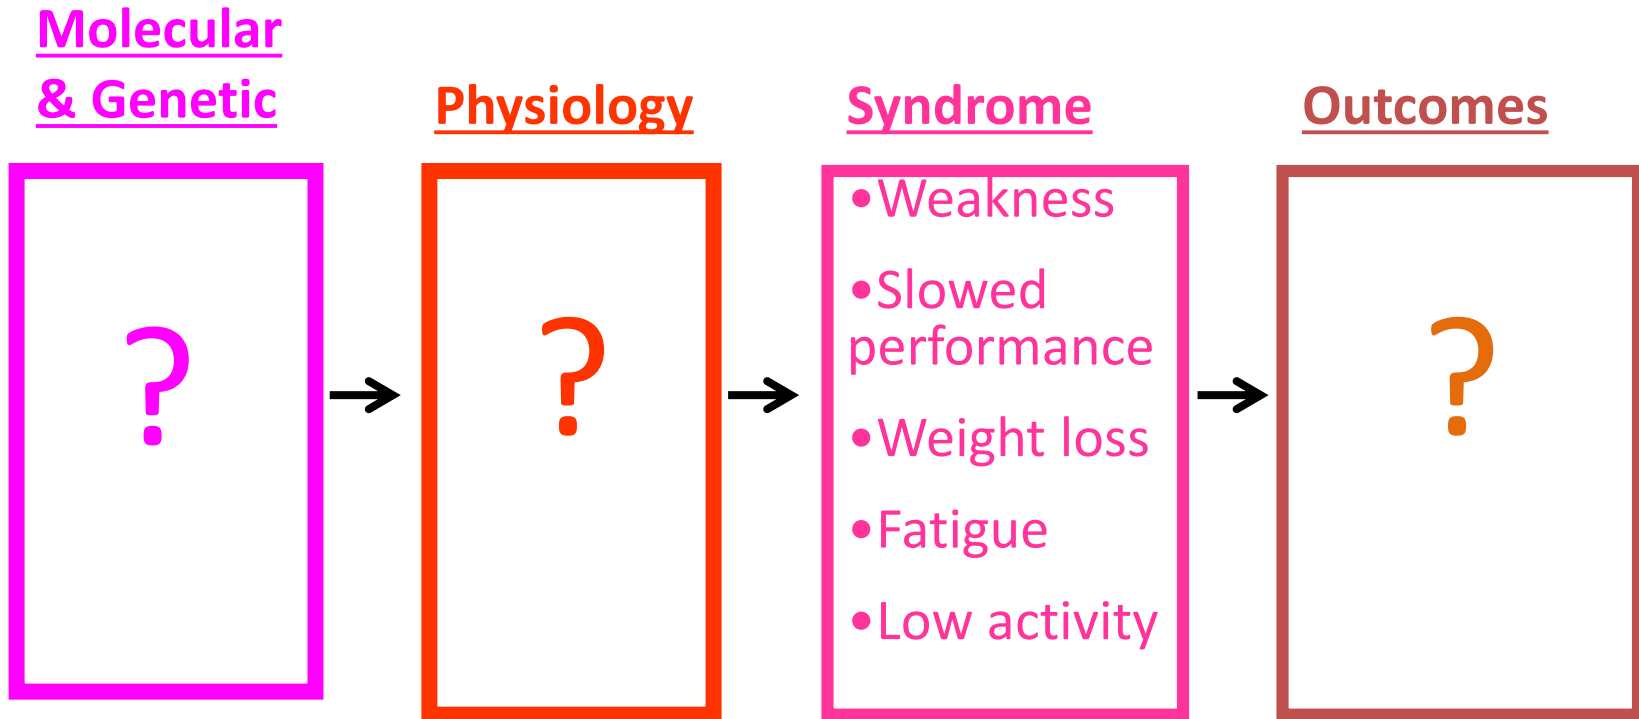 Molecular
& Genetic
Physiology
Syndrome
Outcomes
?
?
•Weakness
•Slowed
performance
•Weight loss
•Fatigue
•Low activity
?